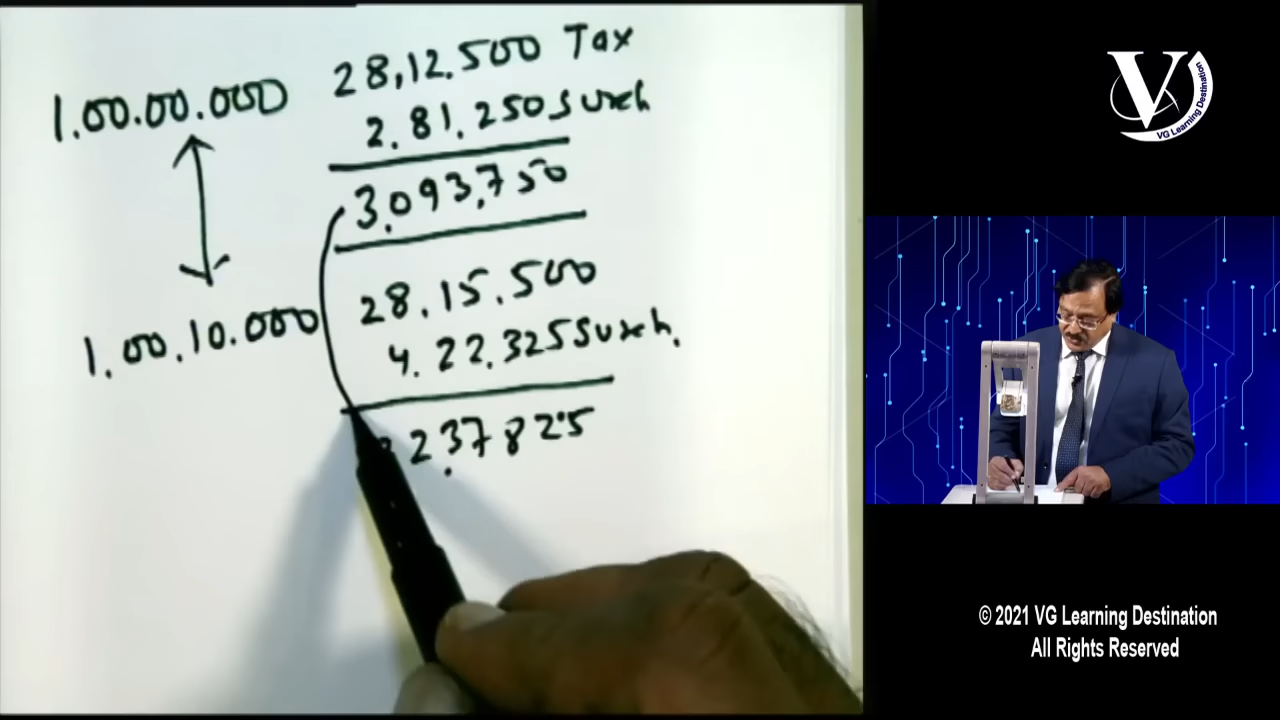 1.00.00.000
28,12.500 Tax
2.81.250 Surch
3,093,750
1.00.10.000
28.15.500
4.22.325 Surch.
237825
V
VG Learning Destination
© 2021 VG Learning Destination
All Rights Reserved